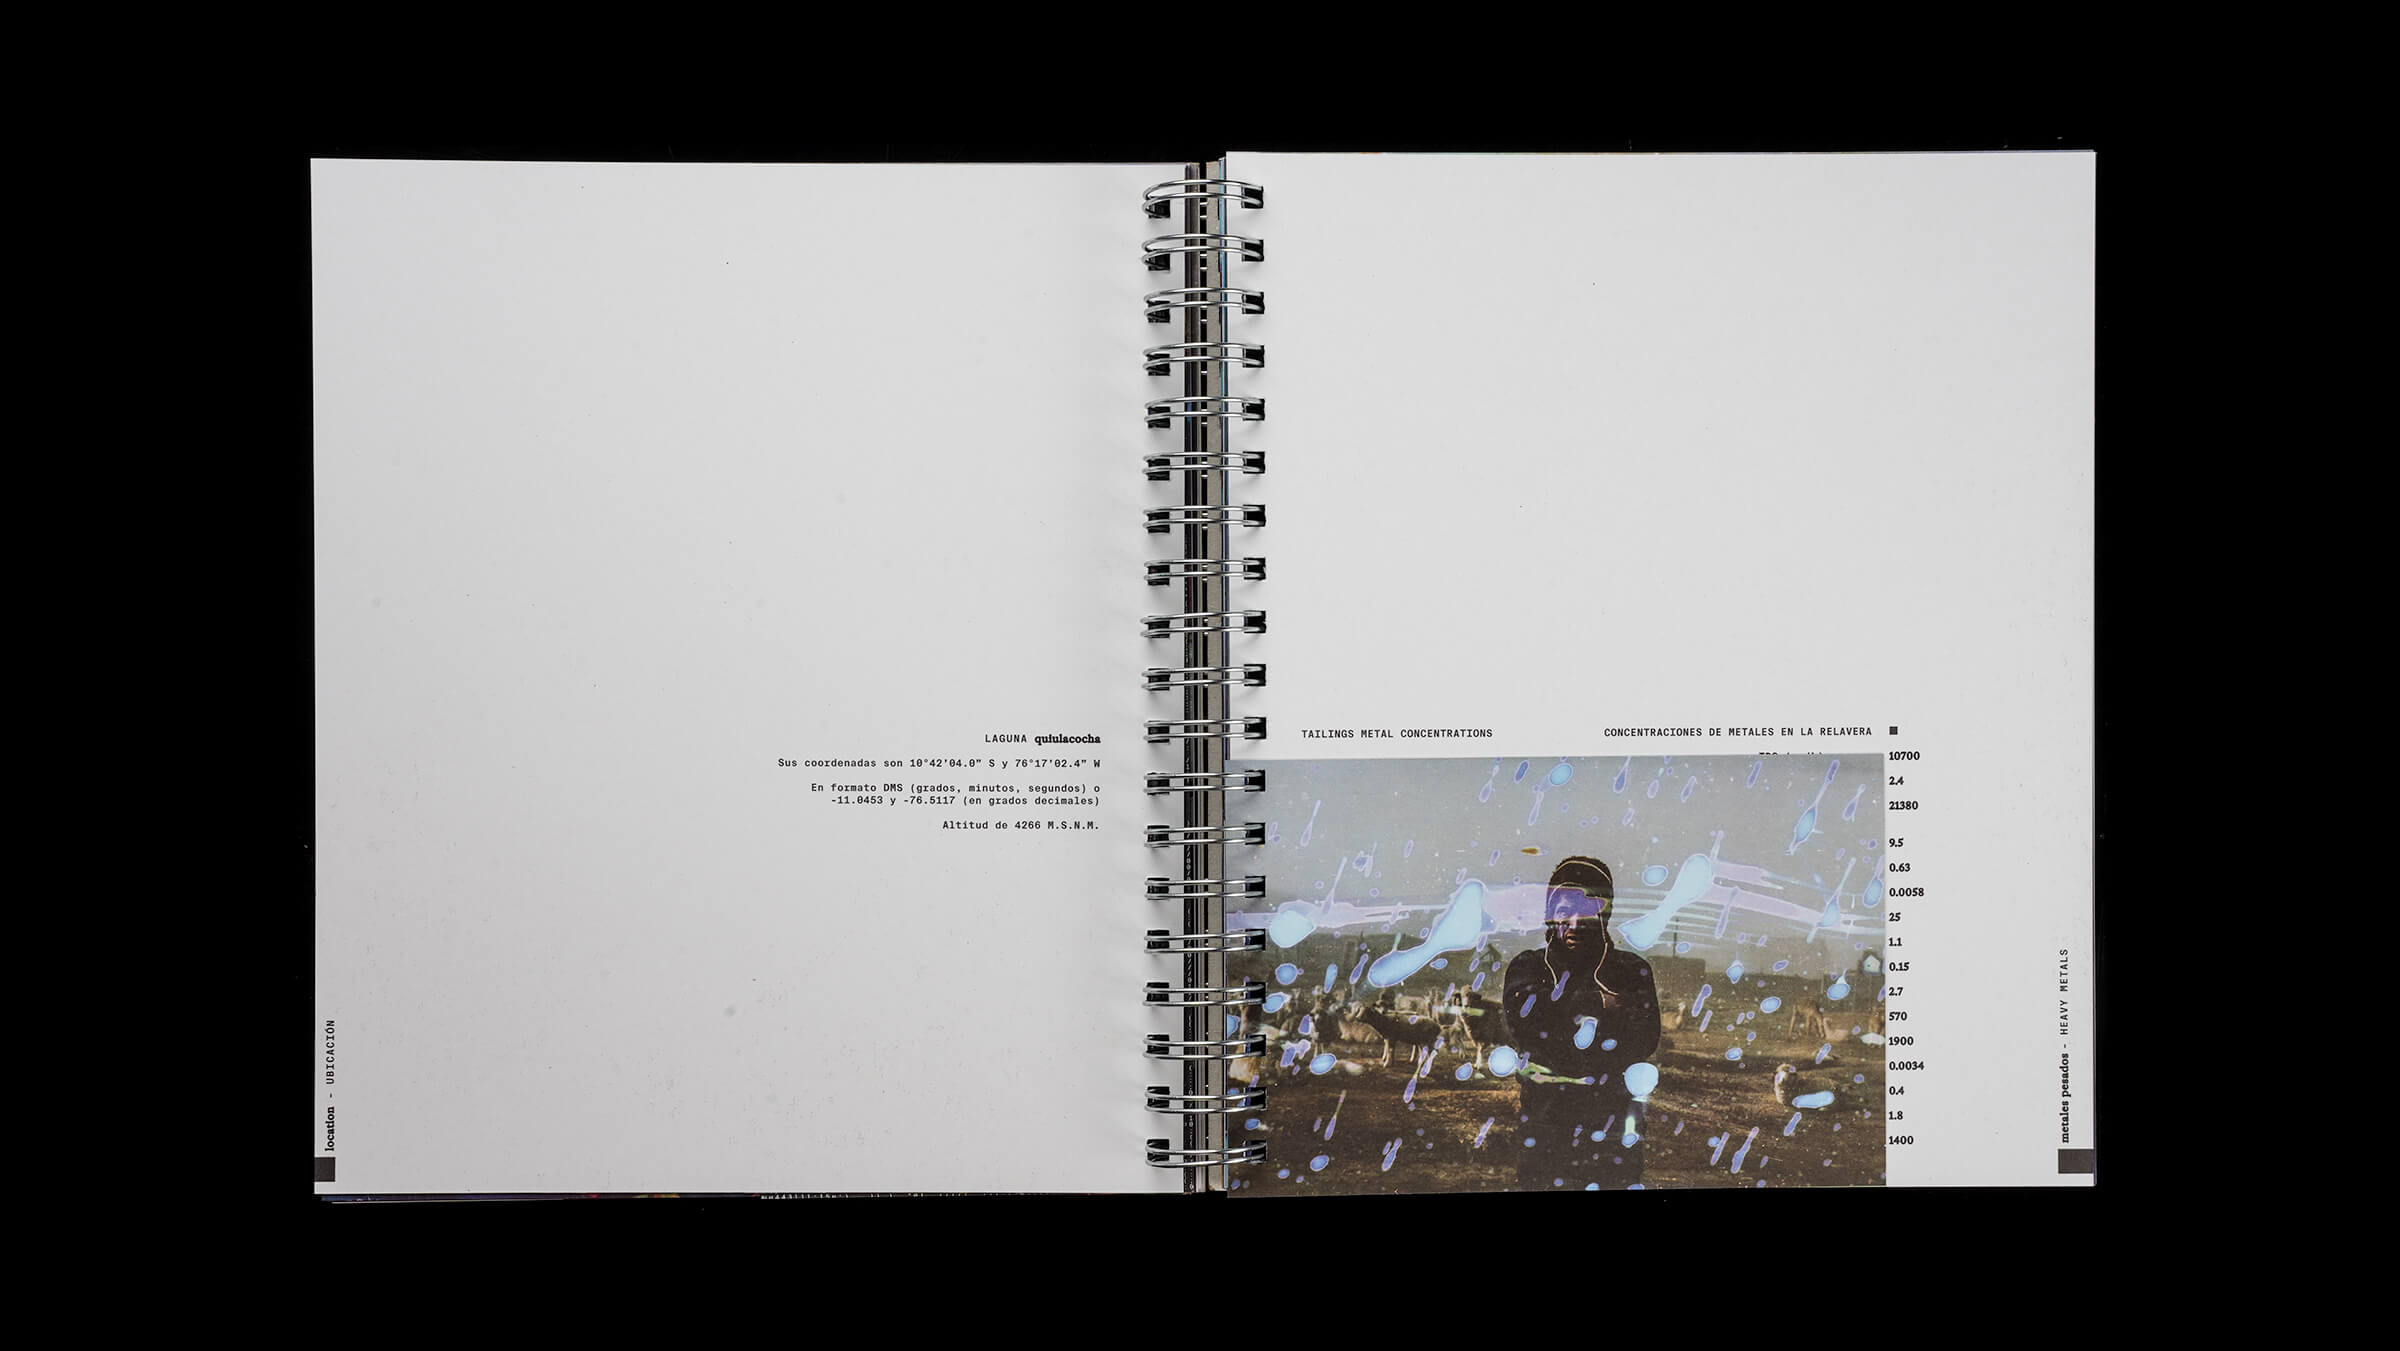 LAGUNA quiulacocha
Sus coordenadas son 10°42'04.0" S y 76°17'02.4" W
En formato DMS (grados, minutos, segundos) o
-11.0453 y -76.5117 (en grados decimales)
Altitud de 4266 M.S.N.M.
location - UBICACIÓN
TAILINGS METAL CONCENTRATIONS
CONCENTRACIONES DE METALES EN LA RELAVERA
10700
2.4
21380
9.5
0.63
0.0058
25
1.1
0.15
2.7
570
1900
0.0034
0.4
1.8
1400
metales pesados - HEAVY METALS